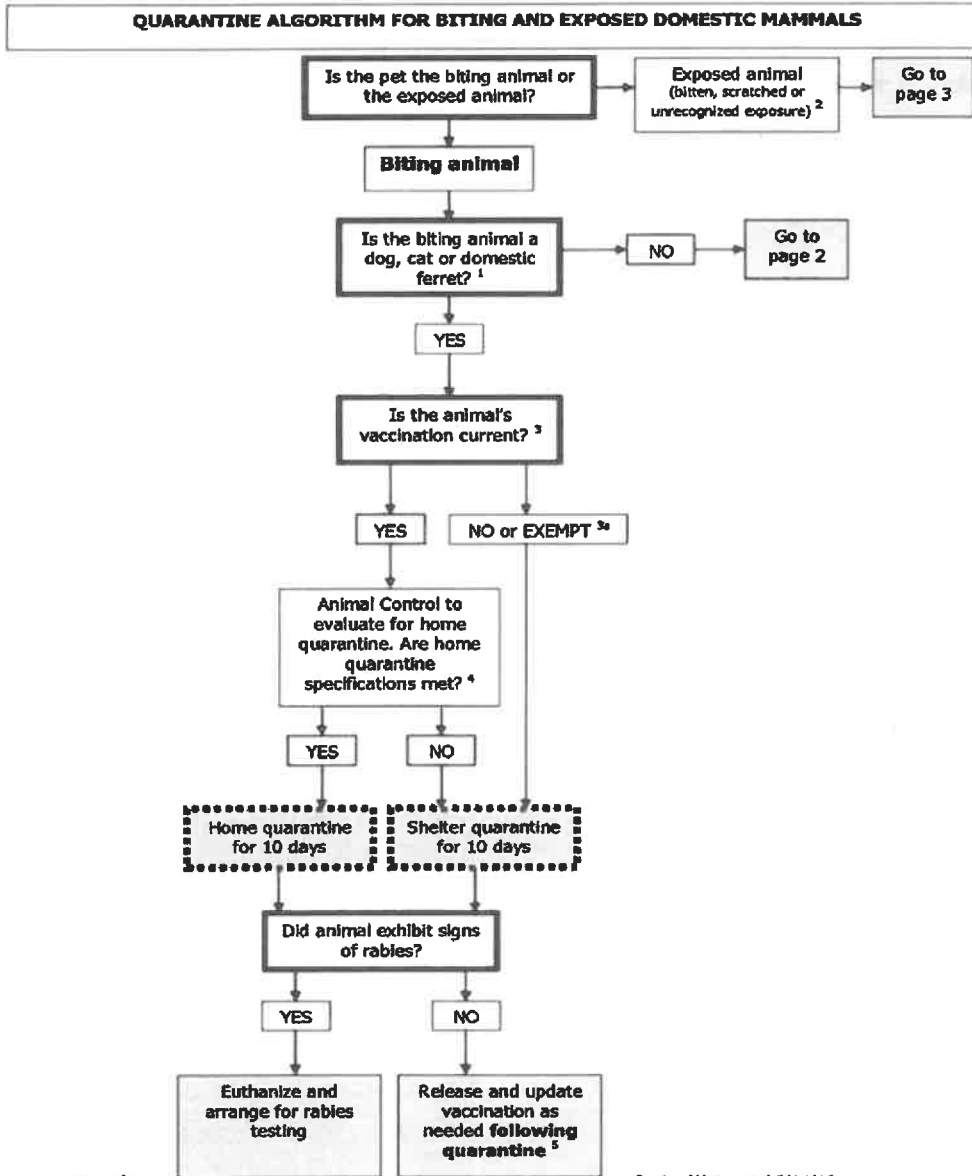 QUARANTINE ALGORITHM FOR BITING AND EXPOSED DOMESTIC MAMMALS
Is the pet the biting animal or
the exposed animal?
Exposed animal
(bitten, scratched or
unrecognized exposure) 2
Go to
page 3
Biting animal
Is the biting animal a
dog, cat or domestic
ferret? 1
NO
Go to
page 2
YES
Is the animal's
vaccination current? 3
YES
NO or EXEMPT 3a
Animal Control to
evaluate for home
quarantine. Are home
quarantine
specifications met? 4
YES
NO
Home quarantine
for 10 days
Shelter quarantine
for 10 days
Did animal exhibit signs
of rabies?
YES
NO
Euthanize and
arrange for rabies
testing
Release and update
vaccination as
needed following
quarantine 5